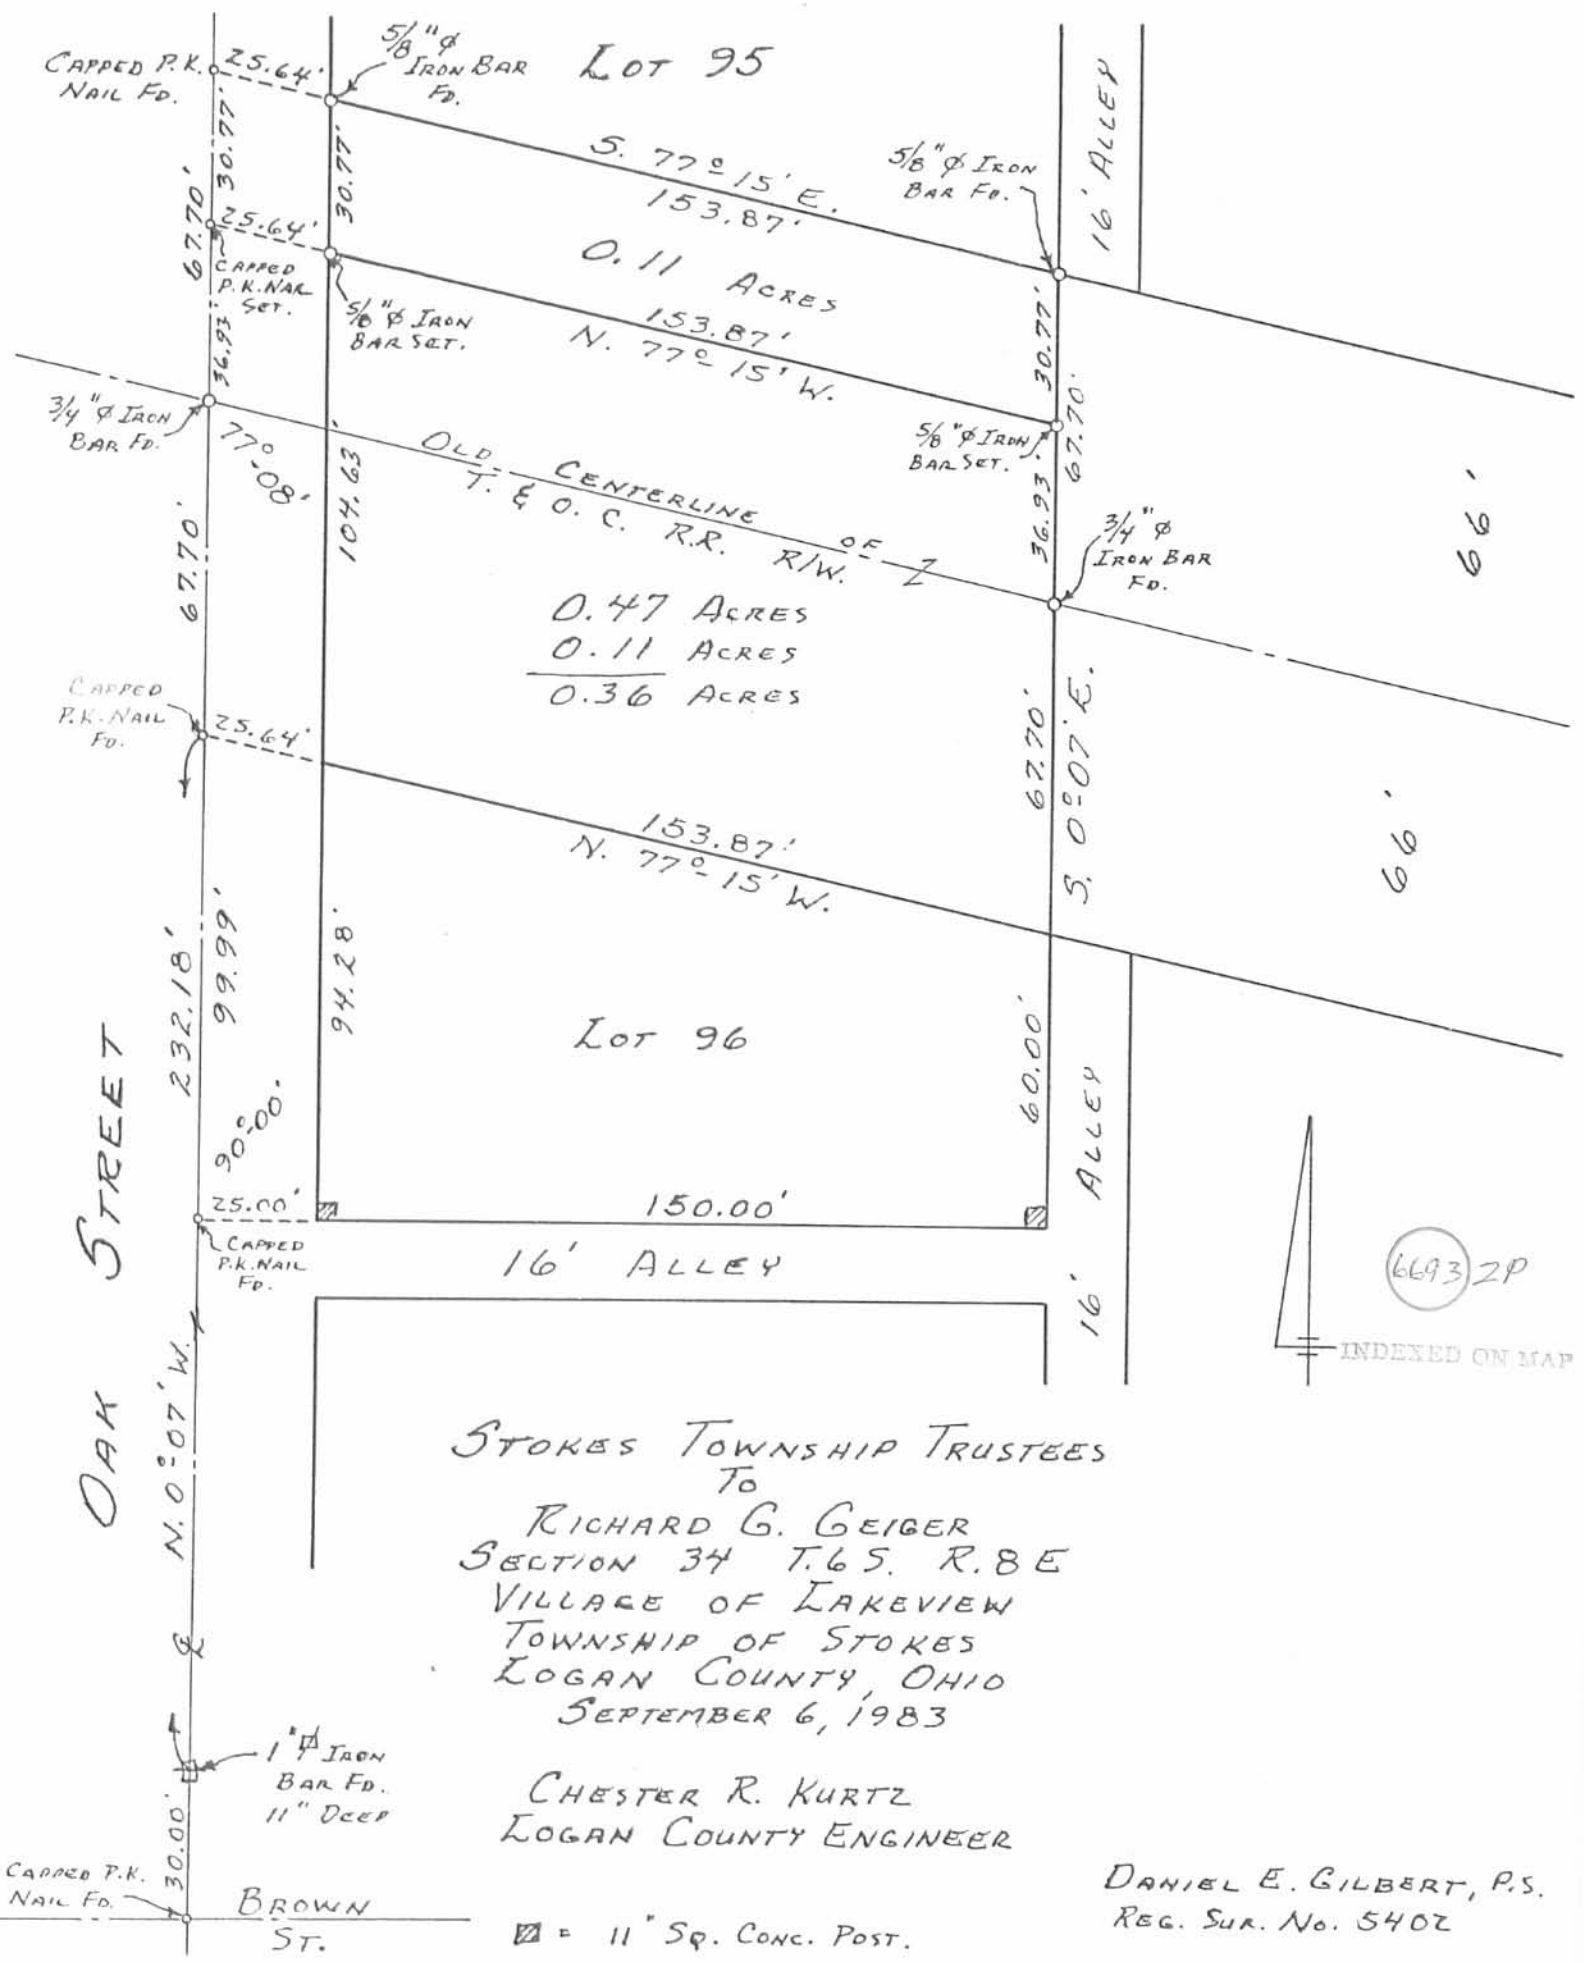 CAPPED P.K.
NAIL FD.
25.64'
5/8"⌀
IRON BAR
FD.
LOT 95
16' ALLEY
30.77'
30.77'
67.70'
S. 77° 15' E.
153.87'
5/8"⌀ IRON
BAR FD.
25.64'
CAPPED
P.K. NAIL
SET.
5/8"⌀ IRON
BAR SET.
0.11
ACRES
153.87'
N. 77° 15' W.
30.77'
67.70'
36.93'
3/4"⌀ IRON
BAR FD.
77°-08'
104.63'
OLD CENTERLINE OF
T. & O. C. R.R. R/W.
5/8"⌀ IRON
BAR SET.
36.93'
3/4"⌀
IRON BAR
FD.
66'
67.70'
0.47 ACRES
0.11 ACRES
0.36 ACRES
CAPPED
P.K. NAIL
FD.
25.64'
67.70'
S. 0°07' E.
66'
153.87'
N. 77° 15' W.
232.18'
99.99'
94.28'
LOT 96
60.00'
90°00'
25.00'
150.00'
CAPPED
P.K. NAIL
FD.
16' ALLEY
16' ALLEY
OAK STREET
N. 0°07' W.
6693 2P
INDEXED ON MAP
STOKES TOWNSHIP TRUSTEES
TO
RICHARD G. GEIGER
SECTION 34 T.6 S. R. 8 E
VILLAGE OF LAKEVIEW
TOWNSHIP OF STOKES
LOGAN COUNTY, OHIO
SEPTEMBER 6, 1983
℄
1" IRON
BAR FD.
11" DEEP
CHESTER R. KURTZ
LOGAN COUNTY ENGINEER
30.00'
CAPPED P.K.
NAIL FD.
BROWN
ST.
= 11" SQ. CONC. POST.
DANIEL E. GILBERT, P.S.
REG. SUR. NO. 5402